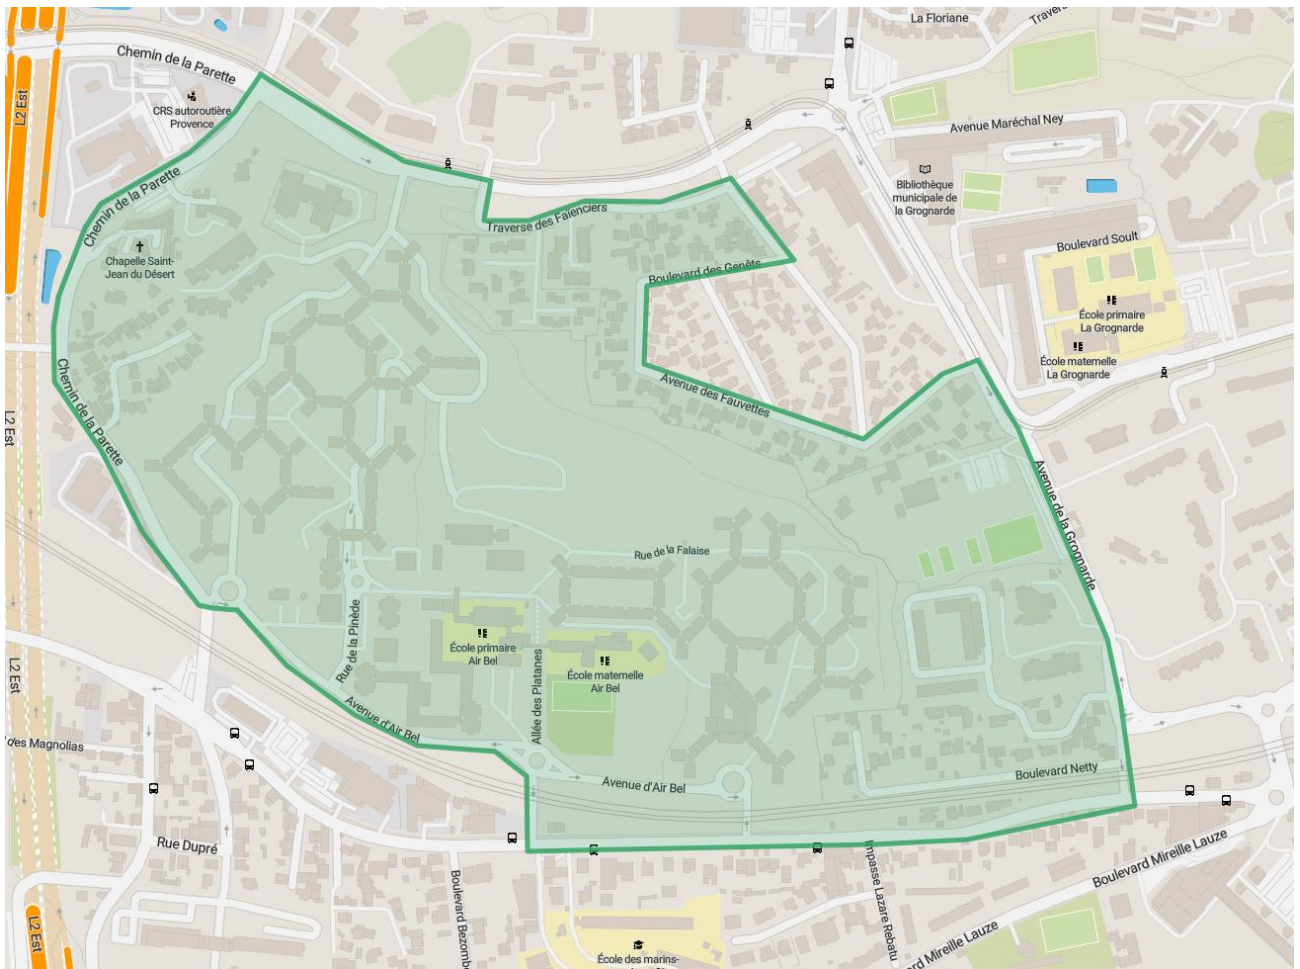 La Floriane
Chemin de la Parette
L2 Est
CRS autoroutière
Provence
Avenue Maréchal Ney
Bibliothèque
municipale de
la Grognarde
Chemin de la Parette
Traverse des Faïenciers
Boulevard Soult
Chapelle Saint-
Jean du Désert
Boulevard des Genêts
École primaire
La Grognarde
École maternelle
La Grognarde
Chemin de la Parette
Avenue des Fauvettes
L2 Est
Avenue de la Grognarde
Rue de la Falaise
Rue de la Pinède
École primaire
Air Bel
École maternelle
Air Bel
L2 Est
Allée des Platanes
Avenue d'Air Bel
des Magnolias
Avenue d'Air Bel
Boulevard Netty
Rue Dupré
Impasse Lazare Rebatu
Boulevard Mireille Lauze
L2 Est
Mireille Lauze
École des marins-